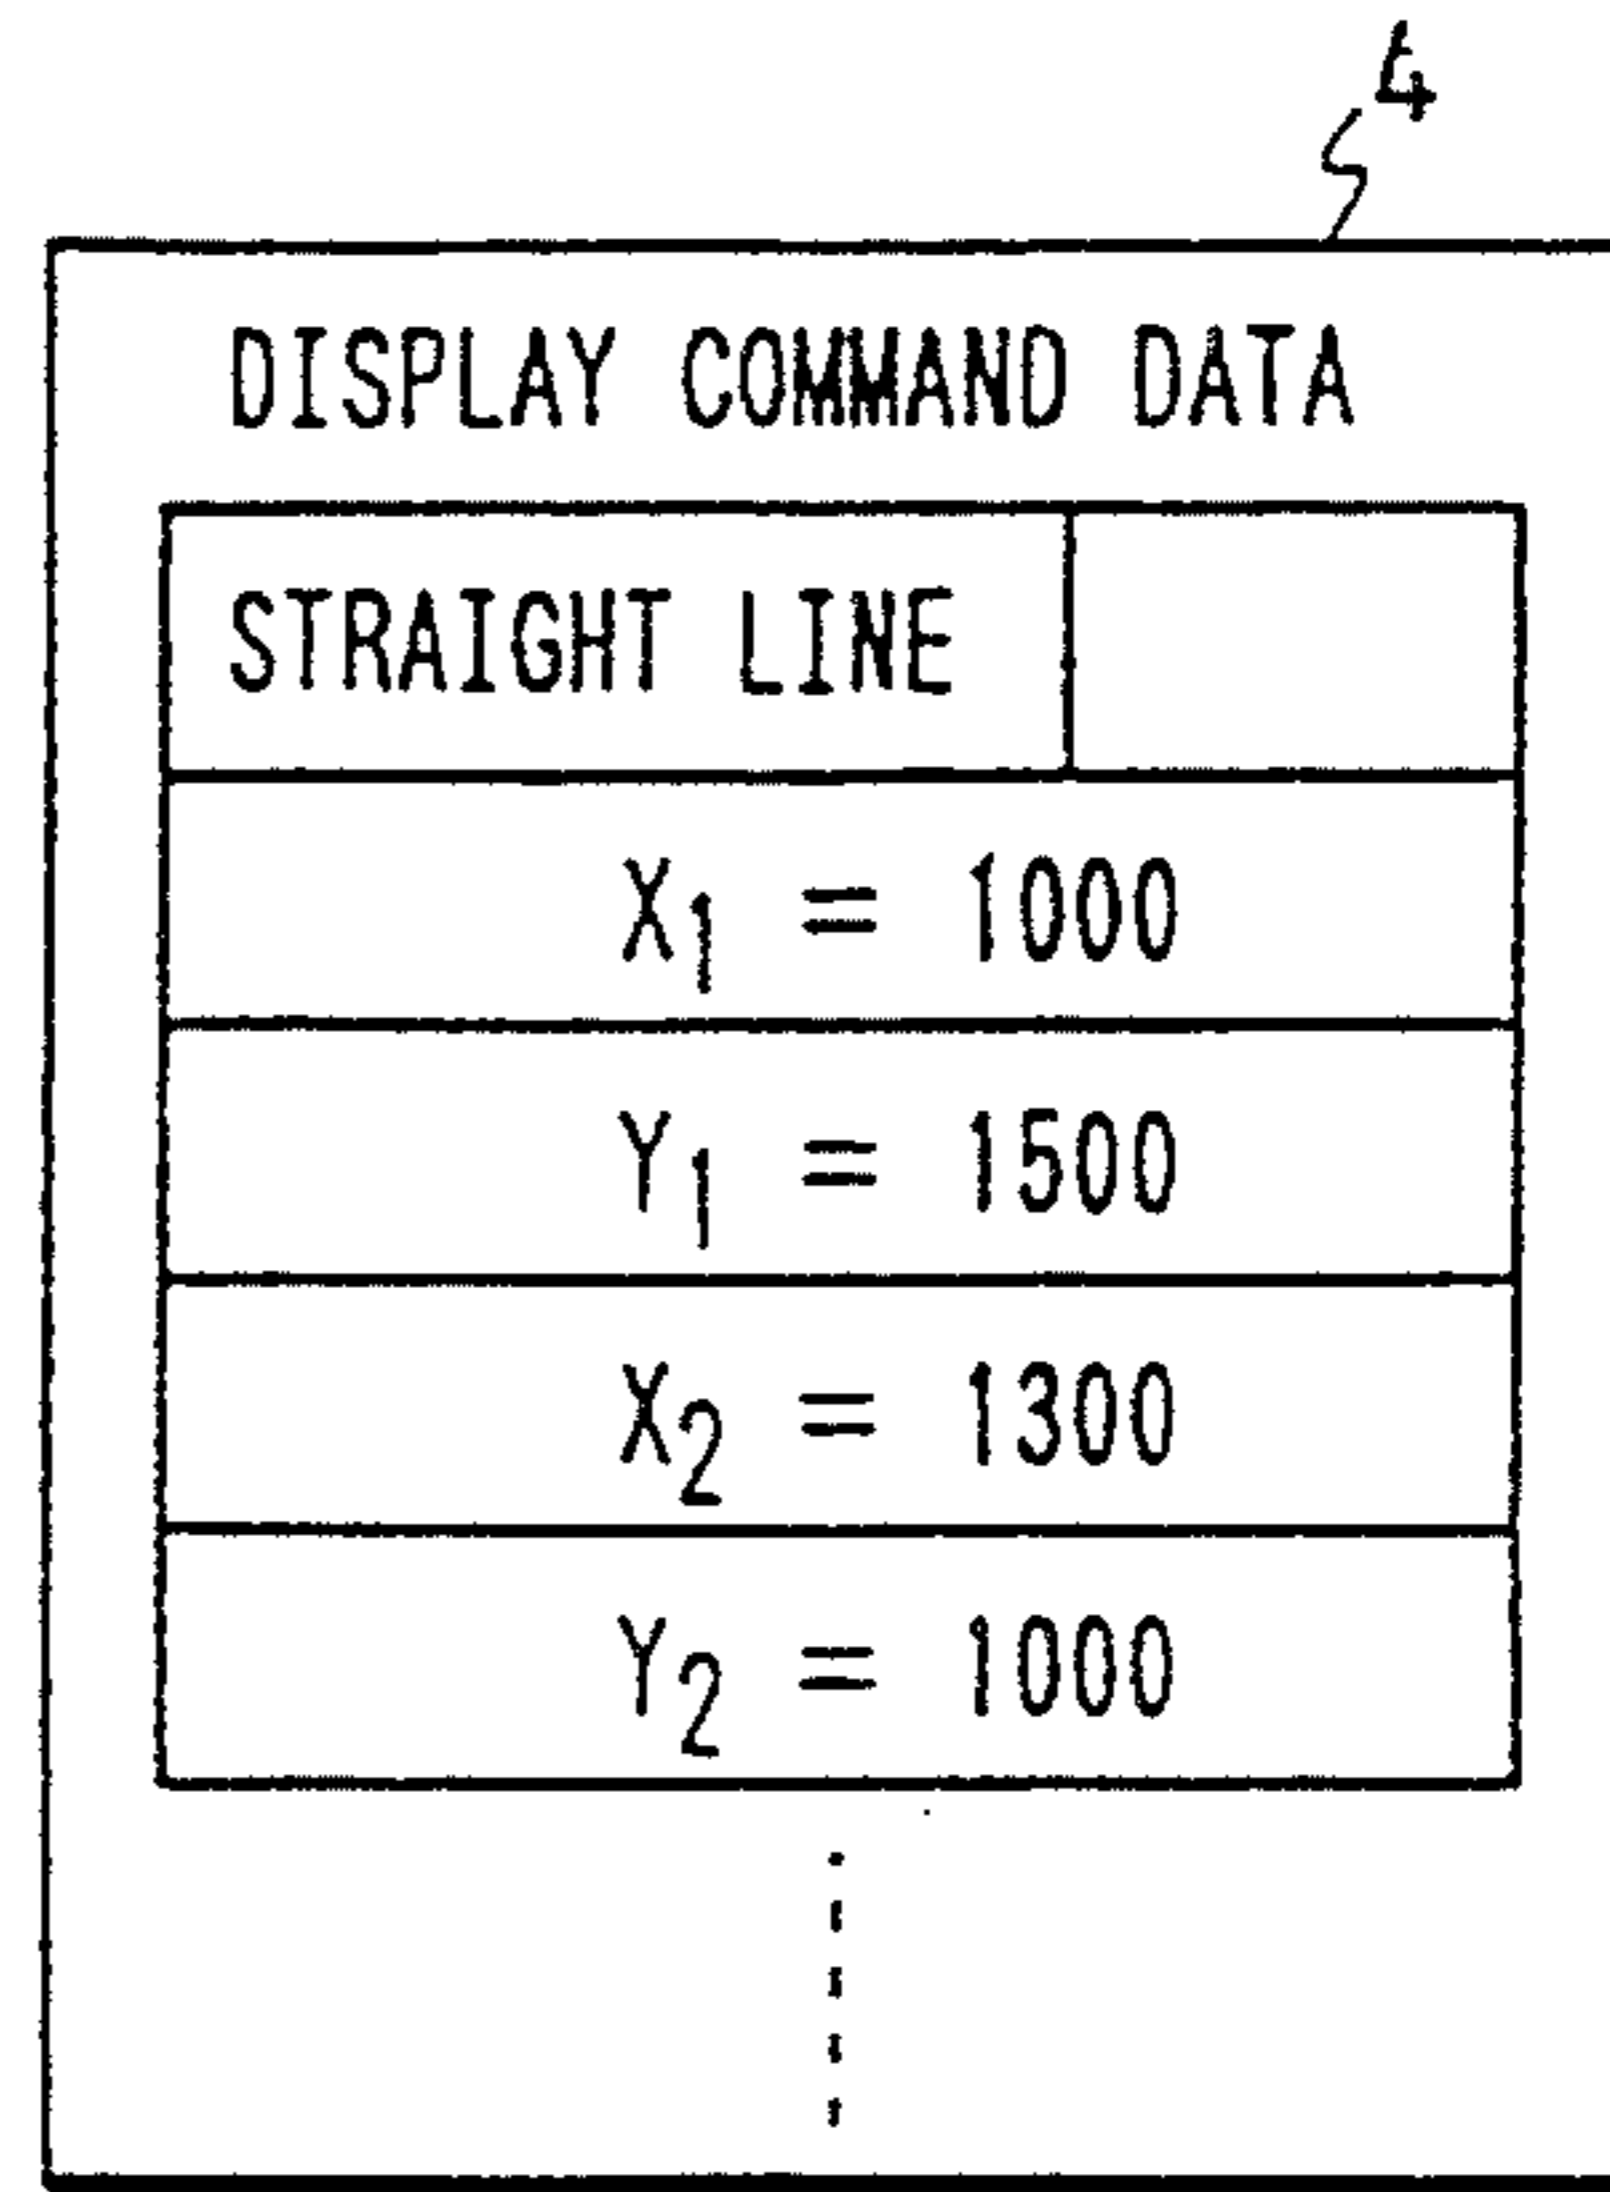 4
DISPLAY COMMAND DATA
STRAIGHT LINE
X₁ = 1000
Y₁ = 1500
X₂ = 1300
Y₂ = 1000